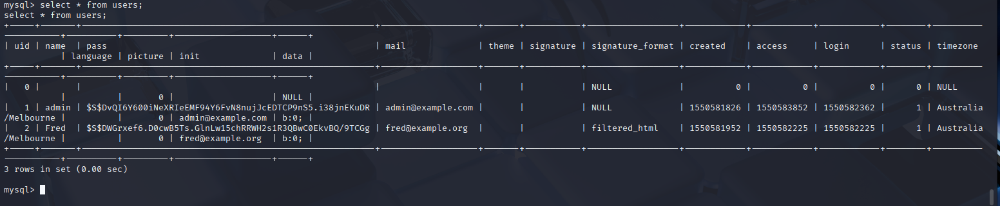 mysql> select * from users;
select * from users;
| uid | name | pass | mail | theme | signature | signature_format | created | access | login | status | timezone
| language | picture | init | data |
| 0 | | | | | | NULL | 0 | 0 | 0 | 0 | NULL
| | 0 | | NULL |
| 1 | admin | $S$DvQI6Y600iNeXRIeEMF94Y6FvN8nujJcEDTCP9nS5.i38jnEKuDR | admin@example.com | | | NULL | 1550581826 | 1550583852 | 1550582362 | 1 | Australia
/Melbourne | | 0 | admin@example.com | b:0; |
| 2 | Fred | $S$DWGrxef6.D0cwB5Ts.GlnLw15chRRWH2s1R3QBwC0EkvBQ/9TCGg | fred@example.org | | | filtered_html | 1550581952 | 1550582225 | 1550582225 | 1 | Australia
/Melbourne | | 0 | fred@example.org | b:0; |
3 rows in set (0.00 sec)
mysql>